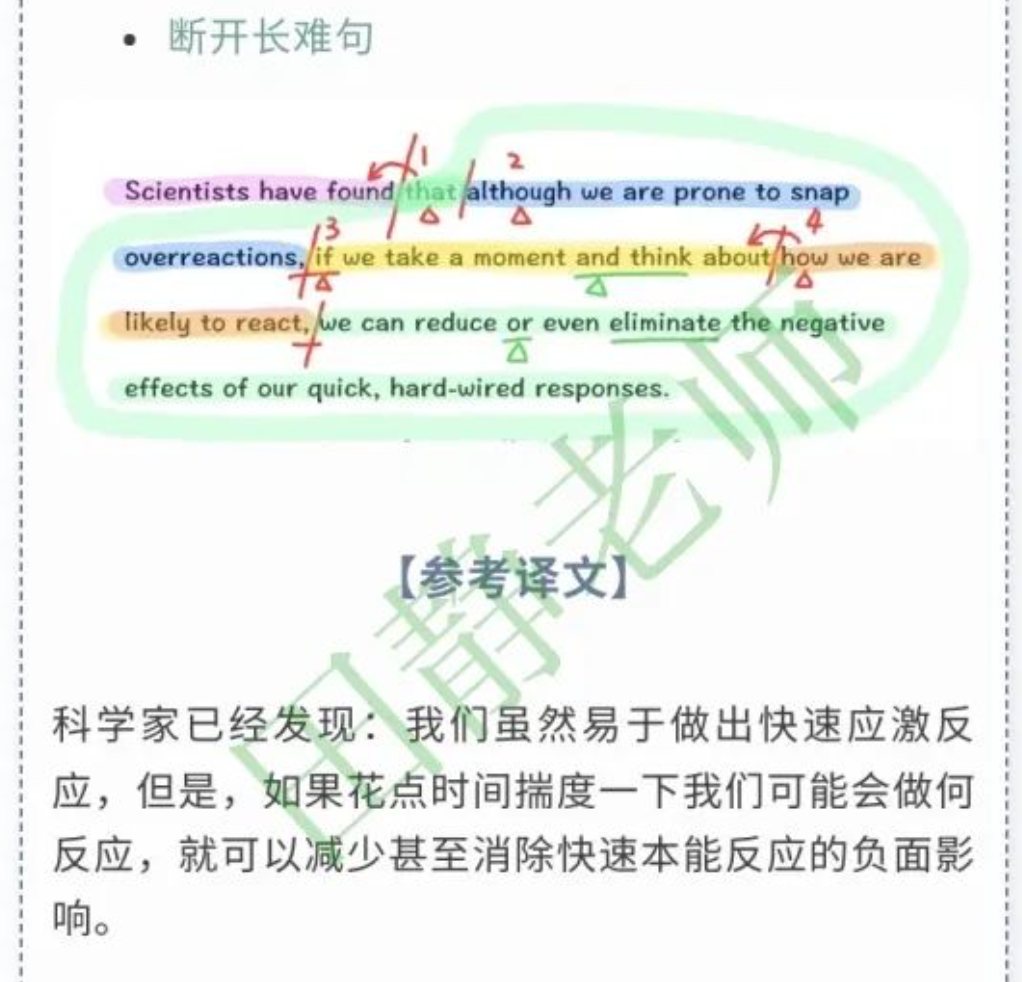 断开长难句
1 2
Scientists have found that although we are prone to snap
3 4
overreactions, if we take a moment and think about how we are
likely to react, we can reduce or even eliminate the negative
effects of our quick, hard-wired responses.
【参考译文】
科学家已经发现：我们虽然易于做出快速应激反
应，但是，如果花点时间揣度一下我们可能会做何
反应，就可以减少甚至消除快速本能反应的负面影
响。
田静老师